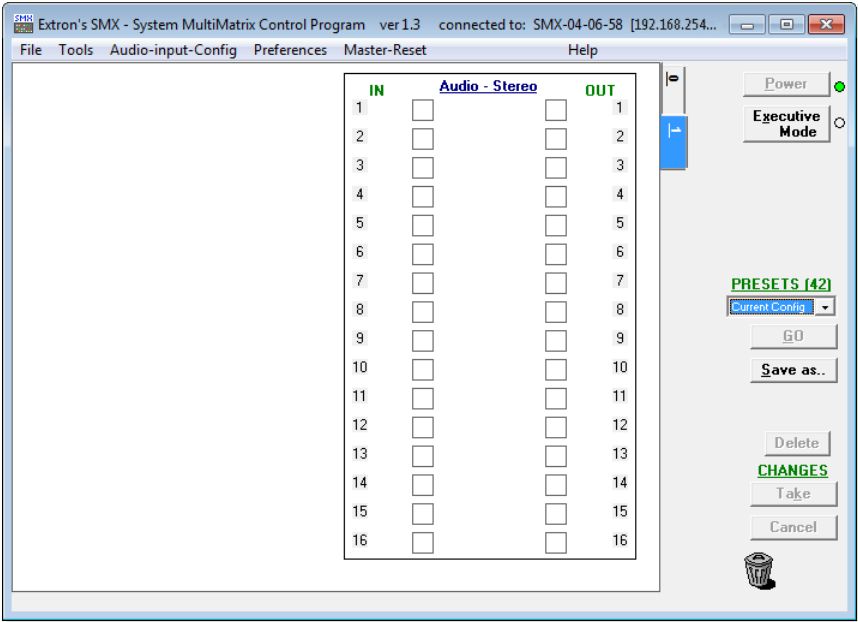 SMX Extron's SMX - System MultiMatrix Control Program ver 1.3 connected to: SMX-04-06-58 [192.168.254...
File Tools Audio-input-Config Preferences Master-Reset Help
IN Audio - Stereo OUT
1 1
2 2
3 3
4 4
5 5
6 6
7 7
8 8
9 9
10 10
11 11
12 12
13 13
14 14
15 15
16 16
0
1
Power
Executive
Mode
PRESETS (42)
Current Config
GO
Save as..
Delete
CHANGES
Take
Cancel